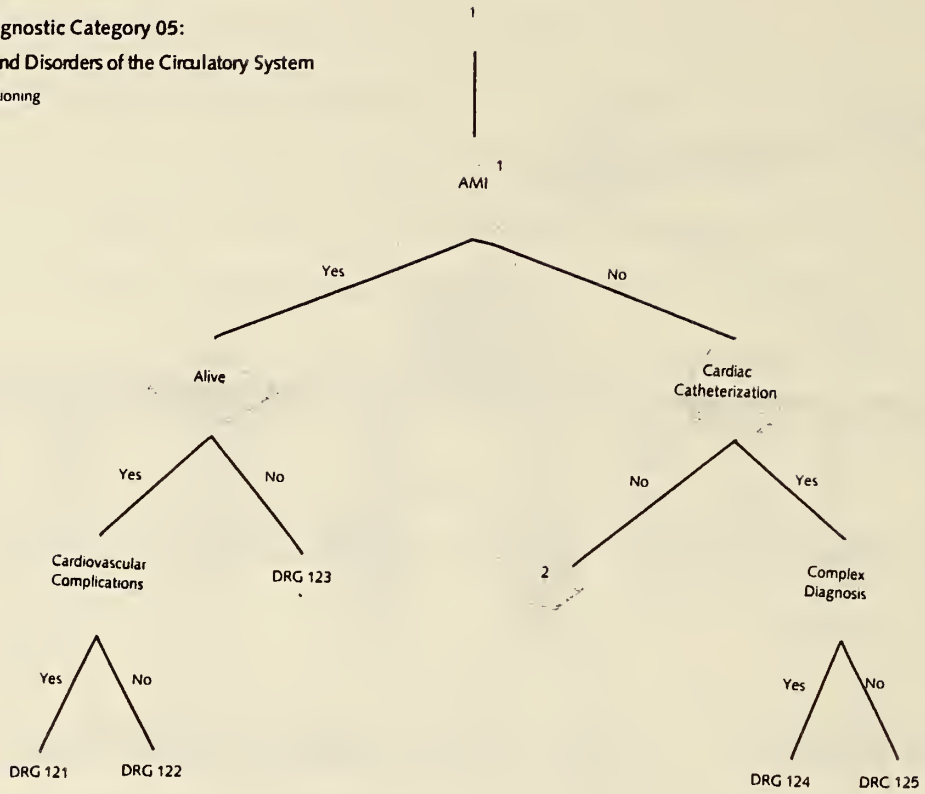 gnostic Category 05:
nd Disorders of the Circulatory System
ioning
1
AMI 1
Yes
No
Alive
Cardiac
Catheterization
Yes
No
No
Yes
Cardiovascular
Complications
DRG 123
2
Complex
Diagnosis
Yes
No
Yes
No
DRG 121
DRG 122
DRG 124
DRC 125